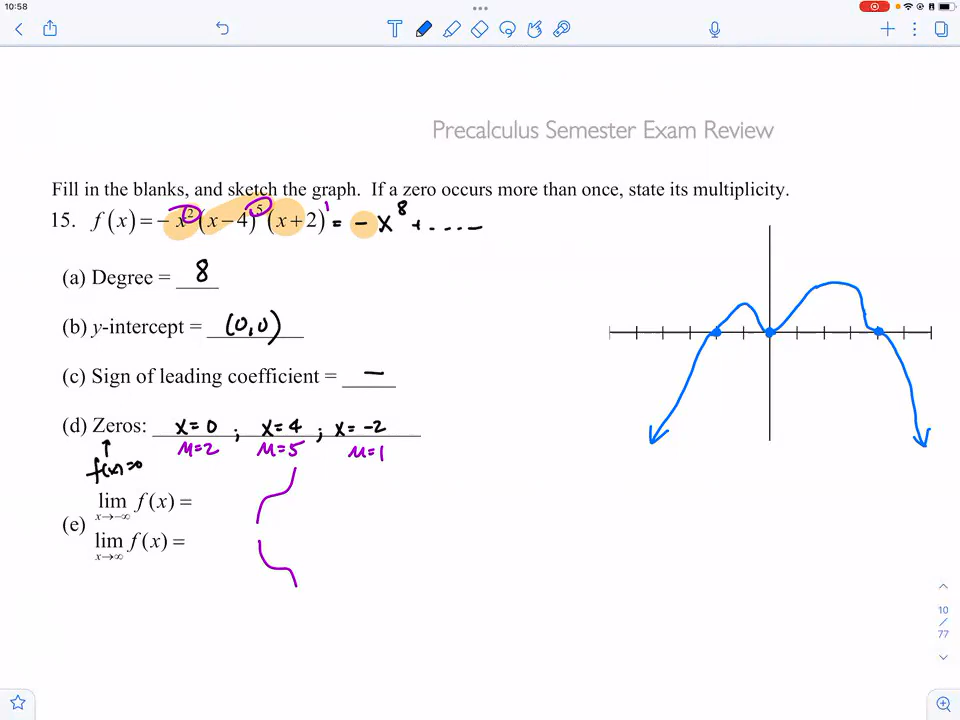 10:58
Precalculus Semester Exam Review
Fill in the blanks, and sketch the graph. If a zero occurs more than once, state its multiplicity.
15. f(x) = −x²(x−4)⁵(x+2)¹ = −x⁸ + ....−
(a) Degree = 8
(b) y-intercept = (0,0)
(c) Sign of leading coefficient = −
(d) Zeros: x=0 ; x=4 ; x=-2
M=2 M=5 M=1
↑
f(x)=0
(e)
lim x→−∞ f(x) =
lim x→∞ f(x) =
10
/
77